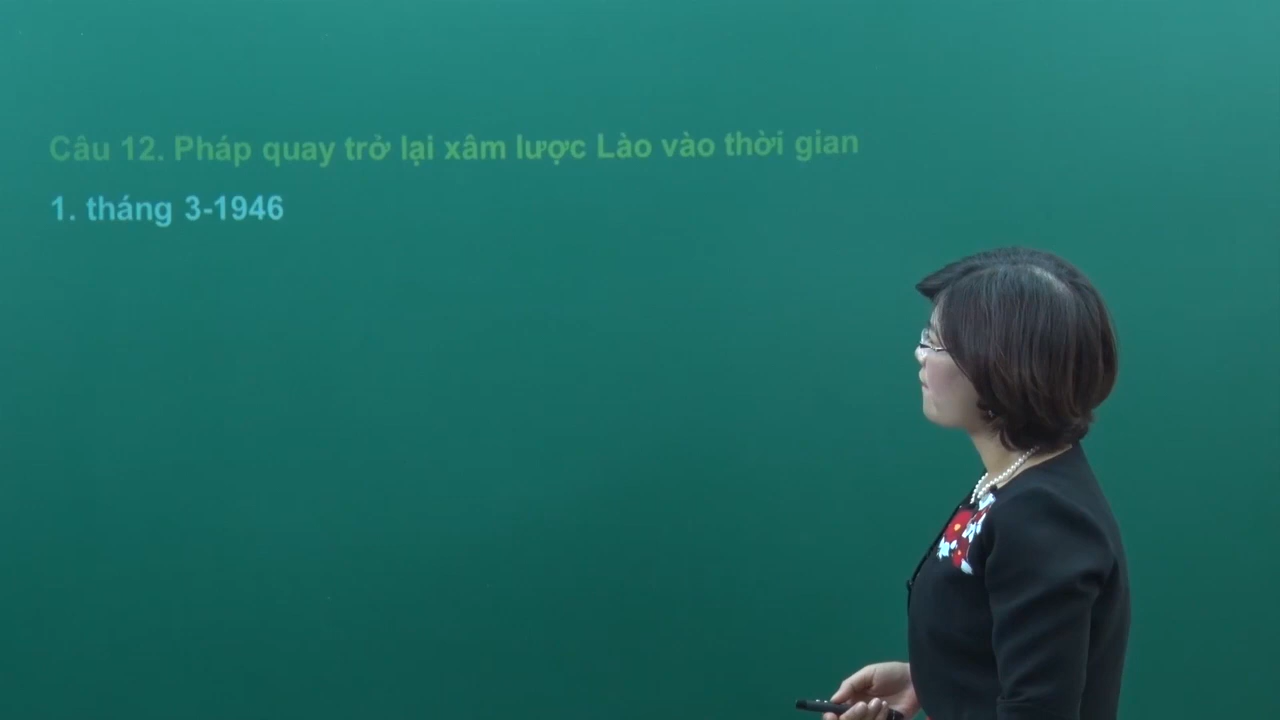 Câu 12. Pháp quay trở lại xâm lược Lào vào thời gian
1. tháng 3-1946